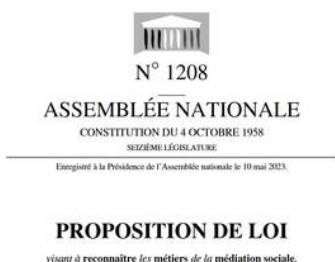 N° 1208
ASSEMBLÉE NATIONALE
CONSTITUTION DU 4 OCTOBRE 1958
SEIZIÈME LÉGISLATURE
Enregistré à la Présidence de l'Assemblée nationale le 10 mai 2023.
PROPOSITION DE LOI
visant à reconnaître les métiers de la médiation sociale,